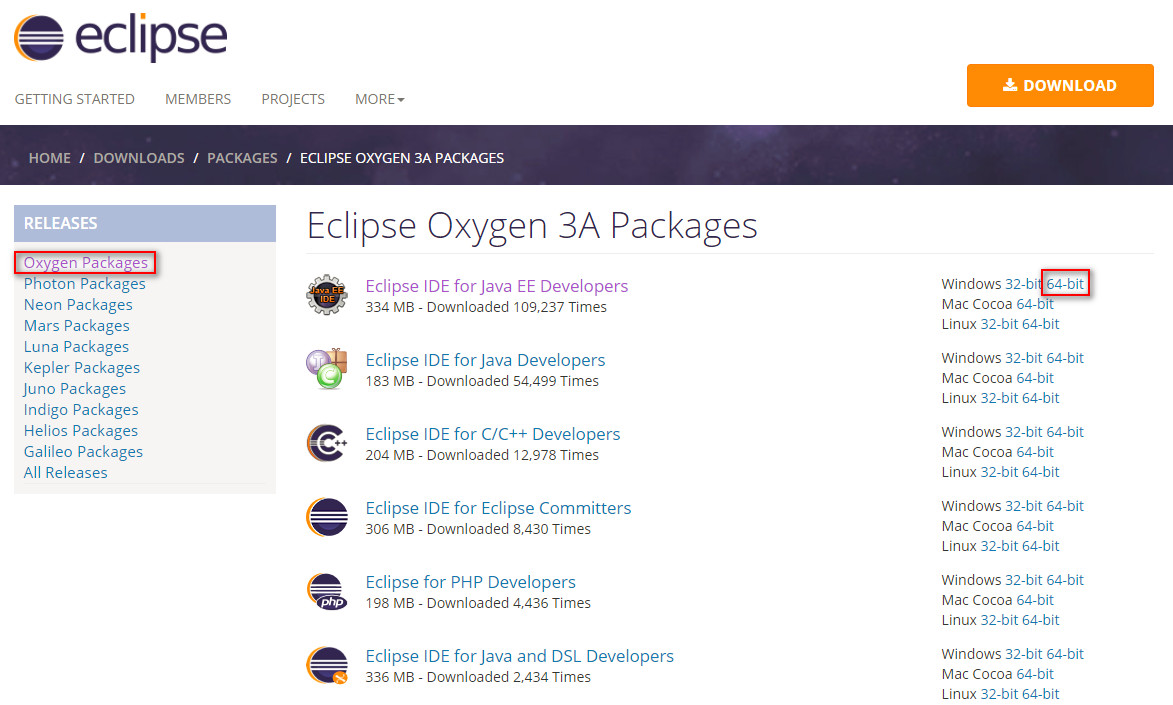 eclipse
GETTING STARTED MEMBERS PROJECTS MORE
DOWNLOAD
HOME / DOWNLOADS / PACKAGES / ECLIPSE OXYGEN 3A PACKAGES
RELEASES
Oxygen Packages
Photon Packages
Neon Packages
Mars Packages
Luna Packages
Kepler Packages
Juno Packages
Indigo Packages
Helios Packages
Galileo Packages
All Releases
Eclipse Oxygen 3A Packages
Java EE
IDE
Eclipse IDE for Java EE Developers
334 MB - Downloaded 109,237 Times
Windows 32-bit 64-bit
Mac Cocoa 64-bit
Linux 32-bit 64-bit
J
C
Eclipse IDE for Java Developers
183 MB - Downloaded 54,499 Times
Windows 32-bit 64-bit
Mac Cocoa 64-bit
Linux 32-bit 64-bit
C++
Eclipse IDE for C/C++ Developers
204 MB - Downloaded 12,978 Times
Windows 32-bit 64-bit
Mac Cocoa 64-bit
Linux 32-bit 64-bit
Eclipse IDE for Eclipse Committers
306 MB - Downloaded 8,430 Times
Windows 32-bit 64-bit
Mac Cocoa 64-bit
Linux 32-bit 64-bit
php
Eclipse for PHP Developers
198 MB - Downloaded 4,436 Times
Windows 32-bit 64-bit
Mac Cocoa 64-bit
Linux 32-bit 64-bit
Eclipse IDE for Java and DSL Developers
336 MB - Downloaded 2,434 Times
Windows 32-bit 64-bit
Mac Cocoa 64-bit
Linux 32-bit 64-bit